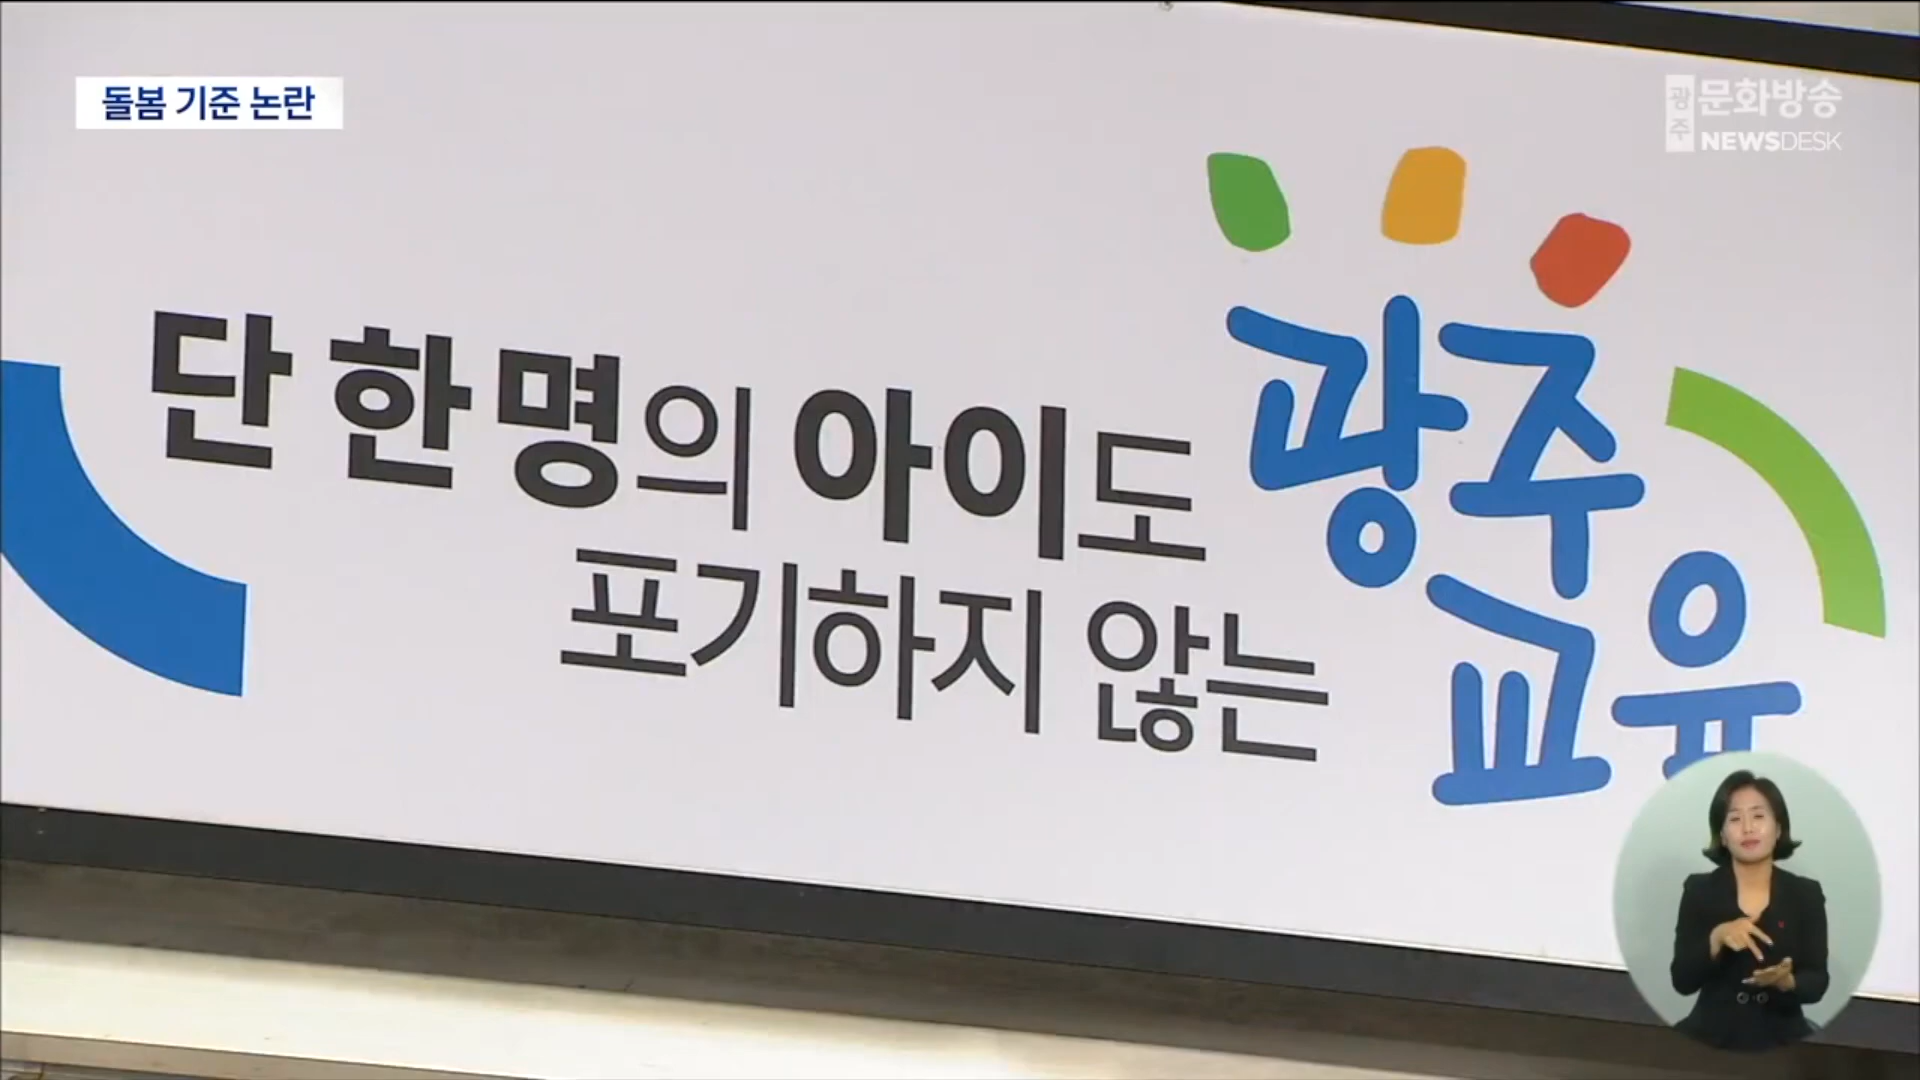 돌봄 기준 논란
광주
문화방송
NEWSDESK
단 한 명의 아이도
포기하지 않는
광주
교육